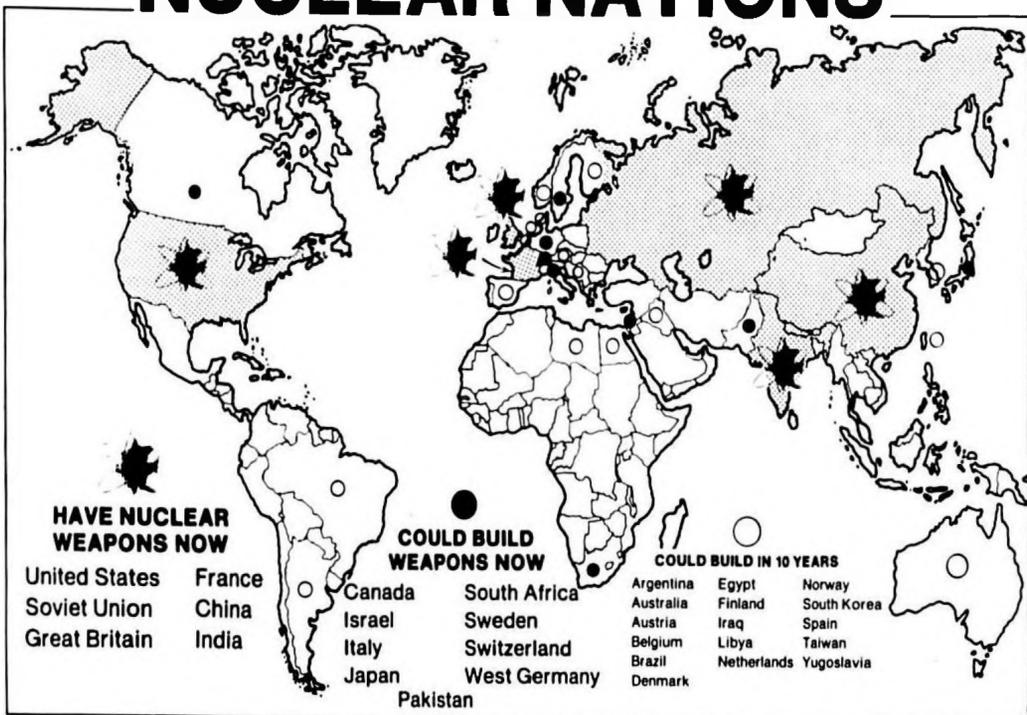 NUCLEAR NATIONS
HAVE NUCLEAR
WEAPONS NOW
United States
Soviet Union
Great Britain
France
China
India
COULD BUILD
WEAPONS NOW
Canada
Israel
Italy
Japan
South Africa
Sweden
Switzerland
West Germany
Pakistan
COULD BUILD IN 10 YEARS
Argentina
Australia
Austria
Belgium
Brazil
Denmark
Egypt
Finland
Iraq
Libya
Netherlands
Norway
South Korea
Spain
Taiwan
Yugoslavia